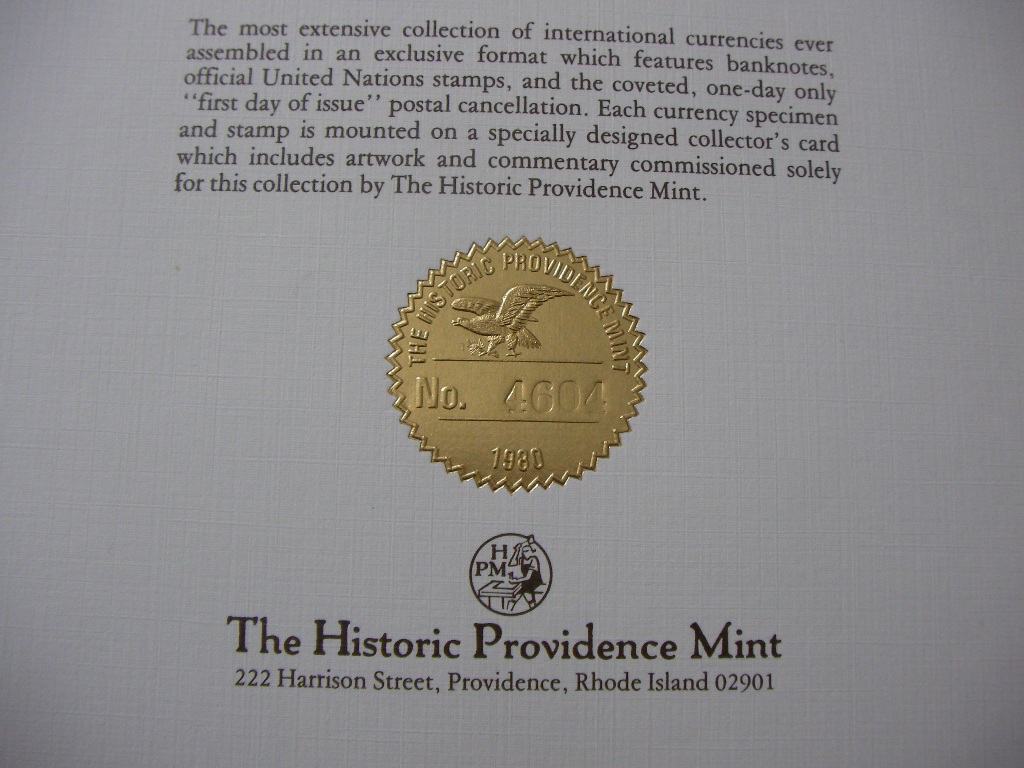 The most extensive collection of international currencies ever
assembled in an exclusive format which features banknotes,
official United Nations stamps, and the coveted, one-day only
‘‘first day of issue’’ postal cancellation. Each currency specimen
and stamp is mounted on a specially designed collector’s card
which includes artwork and commentary commissioned solely
for this collection by The Historic Providence Mint.
THE HISTORIC PROVIDENCE MINT
No. 4604
1980
H
PM
The Historic Providence Mint
222 Harrison Street, Providence, Rhode Island 02901